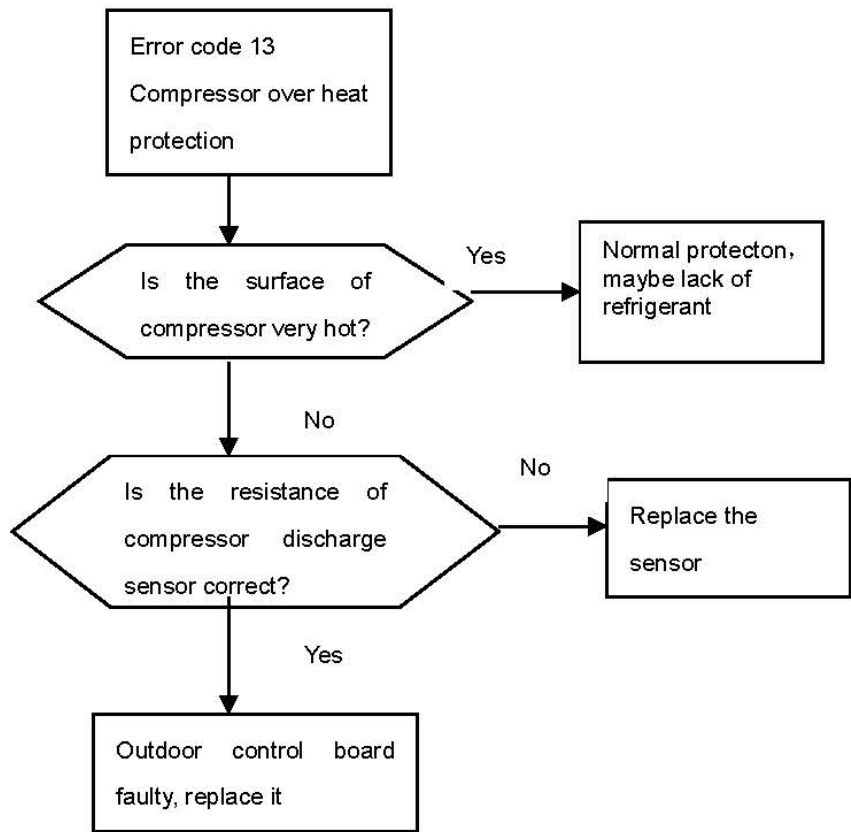 Error code 13
Compressor over heat
protection
Is the surface of
compressor very hot?
Yes
Normal protecton，
maybe lack of
refrigerant
No
Is the resistance of
compressor discharge
sensor correct?
No
Replace the
sensor
Yes
Outdoor control board
faulty, replace it